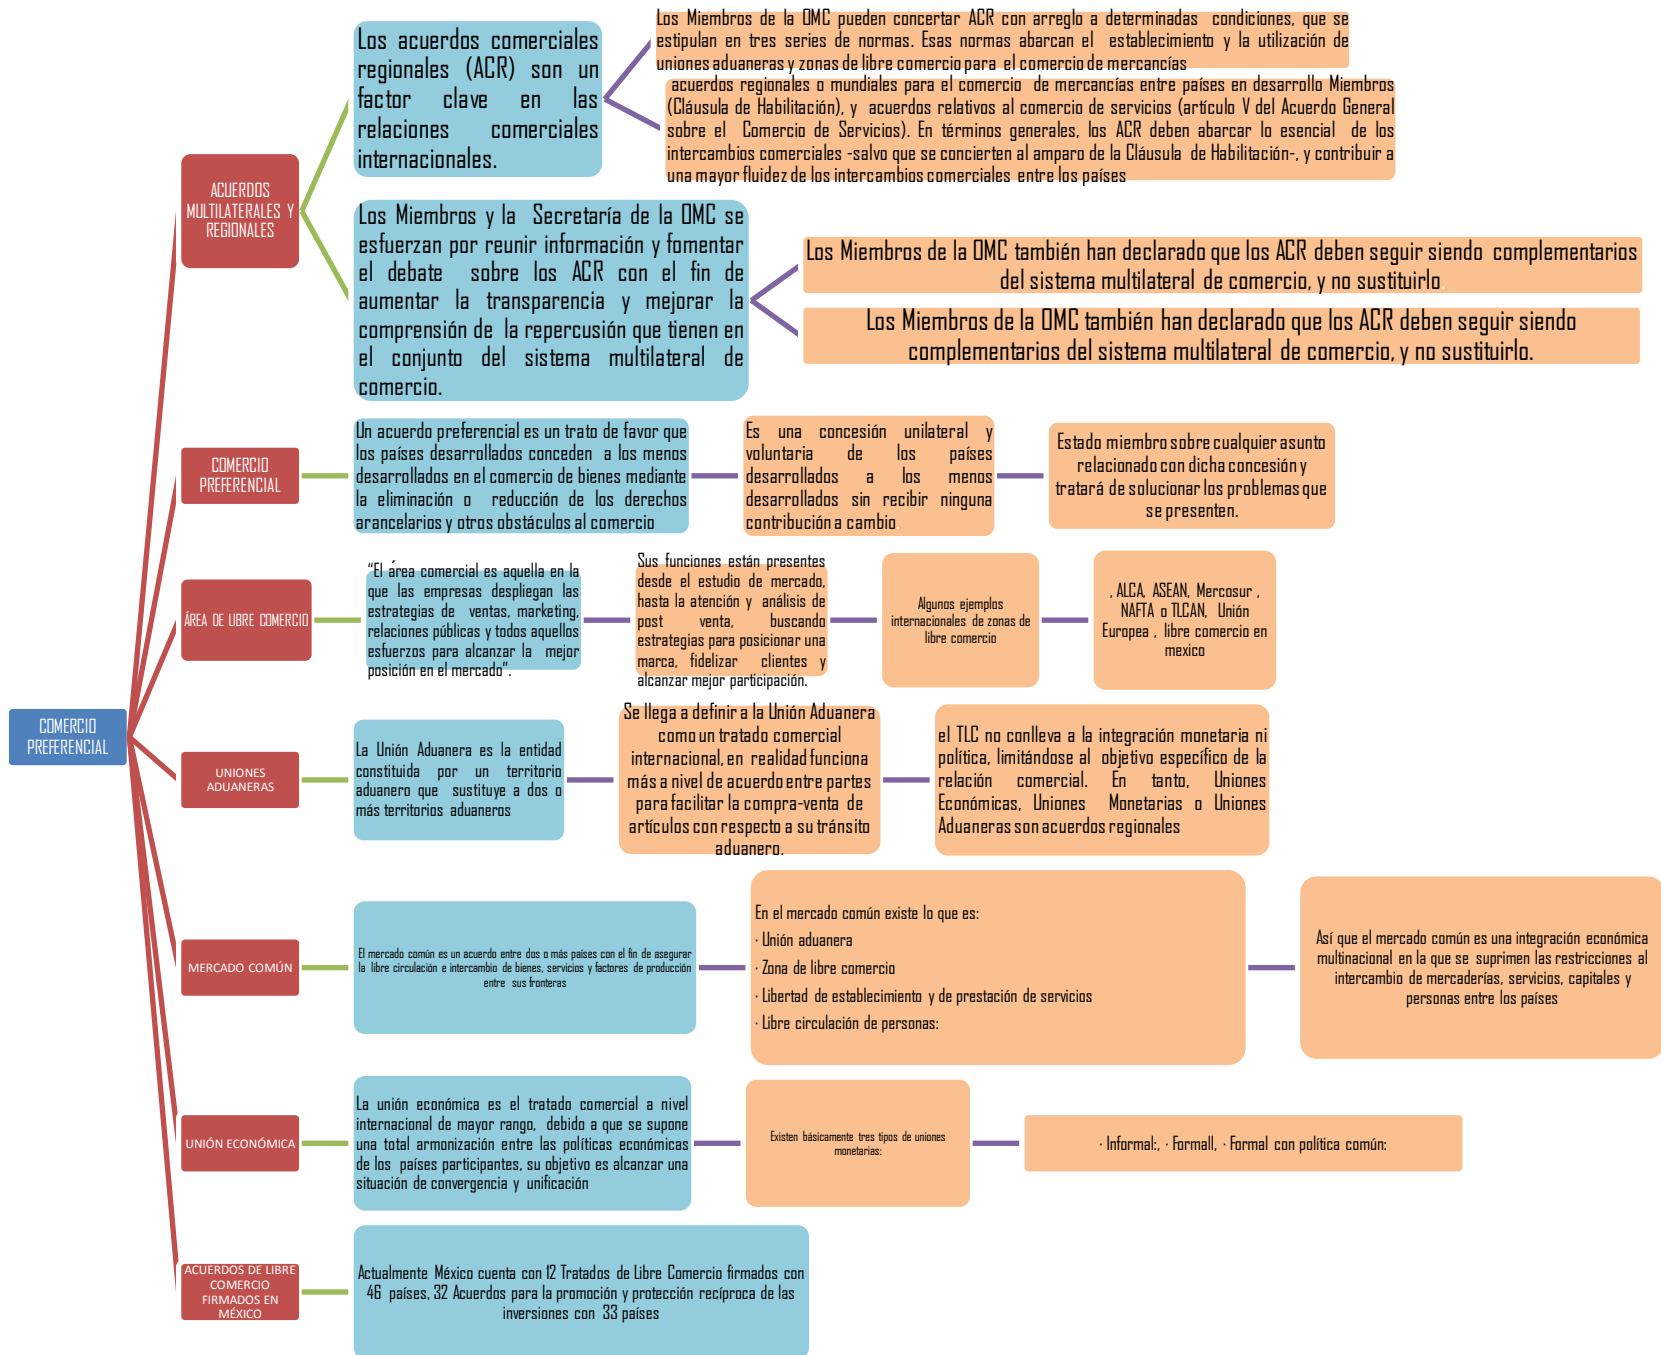 COMERCIO
PREFERENCIAL
ACUERDOS
MULTILATERALES Y
REGIONALES
Los acuerdos comerciales
regionales (ACR) son un
factor clave en las
relaciones comerciales
internacionales.
Los Miembros de la OMC pueden concertar ACR con arreglo a determinadas condiciones, que se
estipulan en tres series de normas. Esas normas abarcan el establecimiento y la utilización de
uniones aduaneras y zonas de libre comercio para el comercio de mercancías
acuerdos regionales o mundiales para el comercio de mercancías entre países en desarrollo Miembros
(Cláusula de Habilitación), y acuerdos relativos al comercio de servicios (artículo V del Acuerdo General
sobre el Comercio de Servicios). En términos generales, los ACR deben abarcar lo esencial de los
intercambios comerciales -salvo que se concierten al amparo de la Cláusula de Habilitación-, y contribuir a
una mayor fluidez de los intercambios comerciales entre los países
Los Miembros y la Secretaría de la OMC se
esfuerzan por reunir información y fomentar
el debate sobre los ACR con el fin de
aumentar la transparencia y mejorar la
comprensión de la repercusión que tienen en
el conjunto del sistema multilateral de
comercio.
Los Miembros de la OMC también han declarado que los ACR deben seguir siendo complementarios
del sistema multilateral de comercio, y no sustituirlo.
Los Miembros de la OMC también han declarado que los ACR deben seguir siendo
complementarios del sistema multilateral de comercio, y no sustituirlo.
COMERCIO
PREFERENCIAL
Un acuerdo preferencial es un trato de favor que
los países desarrollados conceden a los menos
desarrollados en el comercio de bienes mediante
la eliminación o reducción de los derechos
arancelarios y otros obstáculos al comercio
Es una concesión unilateral y
voluntaria de los países
desarrollados a los menos
desarrollados sin recibir ninguna
contribución a cambio.
Estado miembro sobre cualquier asunto
relacionado con dicha concesión y
tratará de solucionar los problemas que
se presenten.
ÁREA DE LIBRE COMERCIO
“El área comercial es aquella en la
que las empresas despliegan las
estrategias de ventas, marketing,
relaciones públicas y todos aquellos
esfuerzos para alcanzar la mejor
posición en el mercado”.
Sus funciones están presentes
desde el estudio de mercado,
hasta la atención y análisis de
post venta, buscando
estrategias para posicionar una
marca, fidelizar clientes y
alcanzar mejor participación.
Algunos ejemplos
internacionales de zonas de
libre comercio
, ALCA, ASEAN, Mercosur ,
NAFTA o TLCAN, Unión
Europea , libre comercio en
mexico
UNIONES
ADUANERAS
La Unión Aduanera es la entidad
constituida por un territorio
aduanero que sustituye a dos o
más territorios aduaneros
Se llega a definir a la Unión Aduanera
como un tratado comercial
internacional, en realidad funciona
más a nivel de acuerdo entre partes
para facilitar la compra-venta de
artículos con respecto a su tránsito
aduanero.
el TLC no conlleva a la integración monetaria ni
política, limitándose al objetivo específico de la
relación comercial. En tanto, Uniones
Económicas, Uniones Monetarias o Uniones
Aduaneras son acuerdos regionales
MERCADO COMÚN
El mercado común es un acuerdo entre dos o más países con el fin de asegurar
la libre circulación e intercambio de bienes, servicios y factores de producción
entre sus fronteras
En el mercado común existe lo que es:
· Unión aduanera
· Zona de libre comercio
· Libertad de establecimiento y de prestación de servicios
· Libre circulación de personas:
Así que el mercado común es una integración económica
multinacional en la que se suprimen las restricciones al
intercambio de mercaderías, servicios, capitales y
personas entre los países
UNIÓN ECONÓMICA
La unión económica es el tratado comercial a nivel
internacional de mayor rango, debido a que se supone
una total armonización entre las políticas económicas
de los países participantes, su objetivo es alcanzar una
situación de convergencia y unificación
Existen básicamente tres tipos de uniones
monetarias:
· Informal:, · Formall, · Formal con política común:
ACUERDOS DE LIBRE
COMERCIO
FIRMADOS EN
MÉXICO
Actualmente México cuenta con 12 Tratados de Libre Comercio firmados con
46 países, 32 Acuerdos para la promoción y protección recíproca de las
inversiones con 33 países